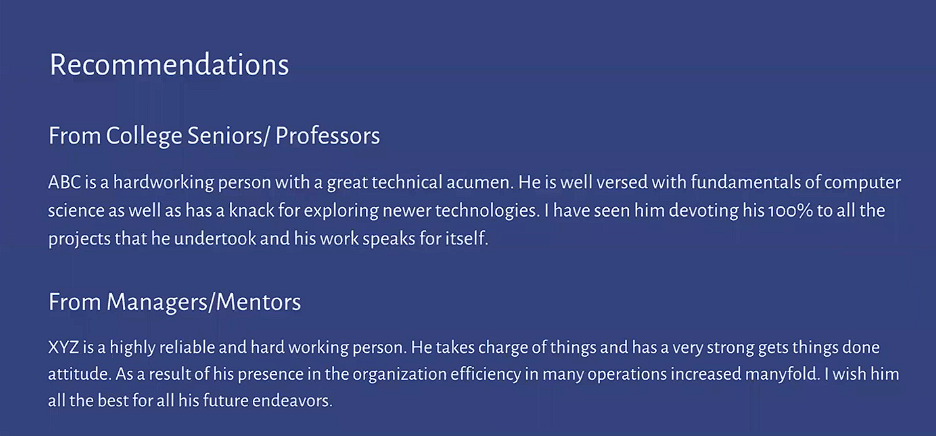 Recommendations
From College Seniors/ Professors
ABC is a hardworking person with a great technical acumen. He is well versed with fundamentals of computer
science as well as has a knack for exploring newer technologies. I have seen him devoting his 100% to all the
projects that he undertook and his work speaks for itself.
From Managers/Mentors
XYZ is a highly reliable and hard working person. He takes charge of things and has a very strong gets things done
attitude. As a result of his presence in the organization efficiency in many operations increased manyfold. I wish him
all the best for all his future endeavors.